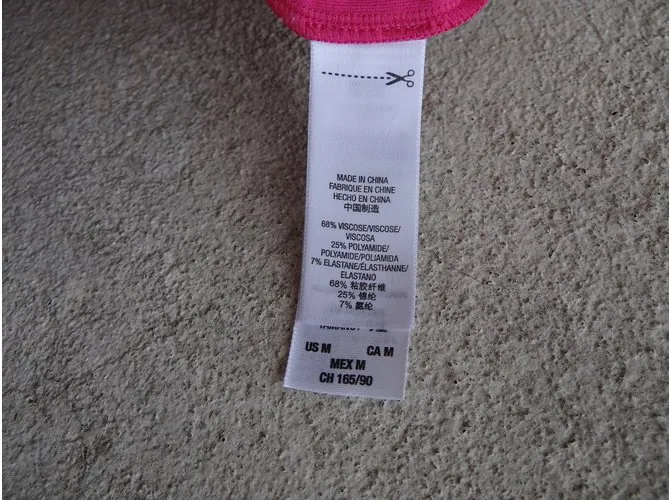 MADE IN CHINA
FABRIQUE EN CHINE
HECHO EN CHINA
中国制造
68% VISCOSE/VISCOSE/
VISCOSA
25% POLYAMIDE/
POLYAMIDE/POLIAMIDA
7% ELASTANE/ÉLASTHANNE/
ELASTANO
68% 粘胶纤维
25% 锦纶
7% 氨纶
US M CA M
MEX M
CH 165/90